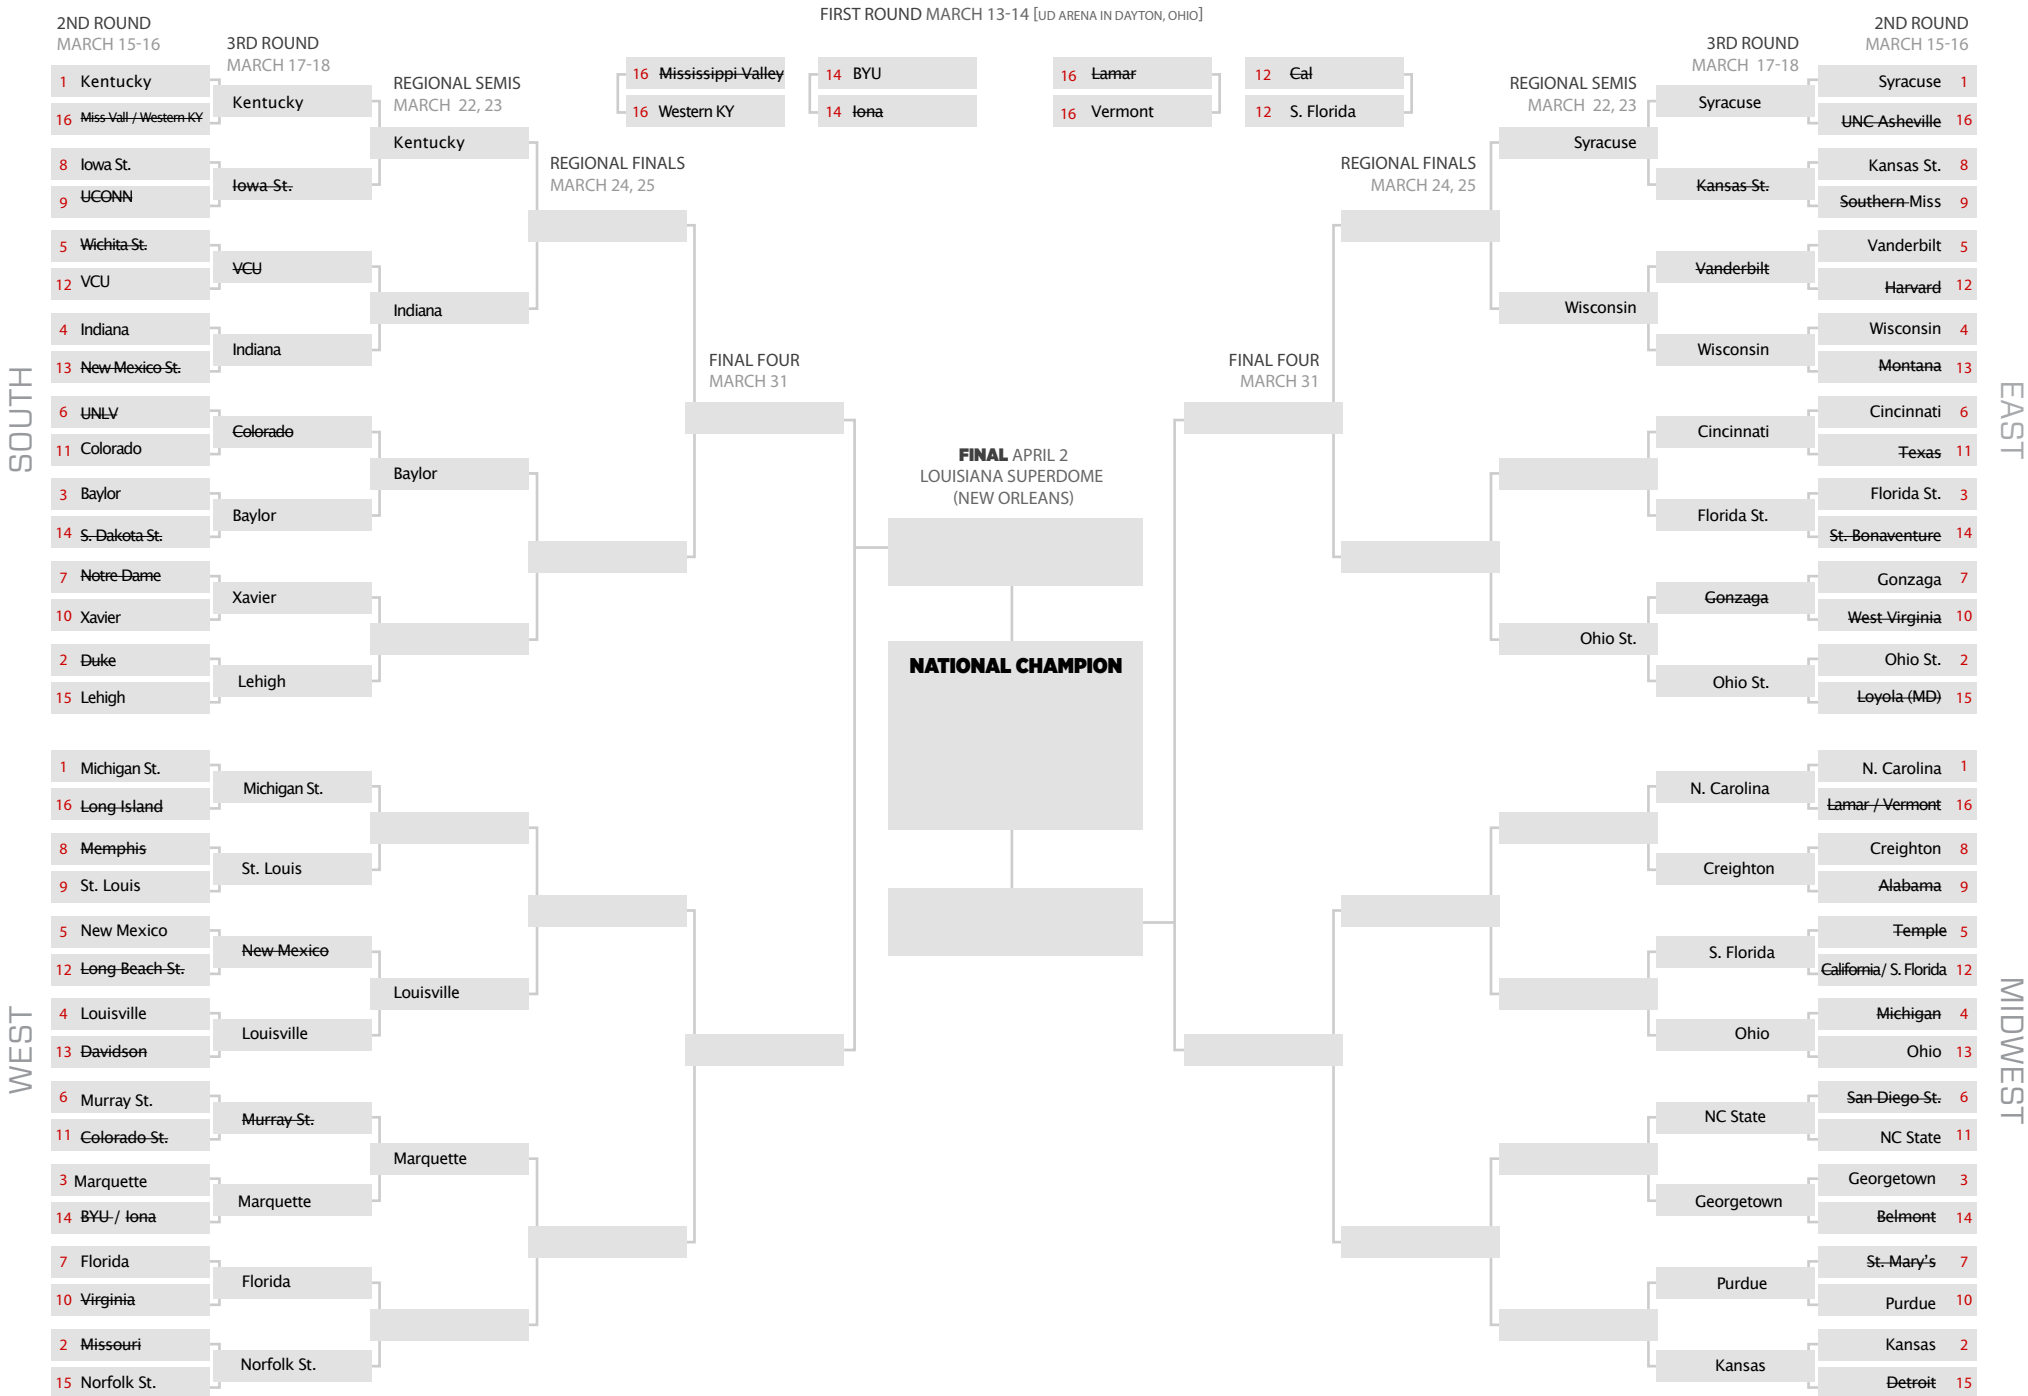 FIRST ROUND MARCH 13-14 [UD ARENA IN DAYTON, OHIO]
16 Mississippi Valley
16 Western KY
14 BYU
14 Iona
16 Lamar
16 Vermont
12 Cal
12 S. Florida
2ND ROUND
MARCH 15-16
3RD ROUND
MARCH 17-18
REGIONAL SEMIS
MARCH 22, 23
REGIONAL FINALS
MARCH 24, 25
FINAL FOUR
MARCH 31
SOUTH
1 Kentucky
16 Miss Vall / Western KY
8 Iowa St.
9 UCONN
5 Wichita St.
12 VCU
4 Indiana
13 New Mexico St.
6 UNLV
11 Colorado
3 Baylor
14 S. Dakota St.
7 Notre Dame
10 Xavier
2 Duke
15 Lehigh
Kentucky
Iowa St.
VCU
Indiana
Colorado
Baylor
Xavier
Lehigh
Kentucky
Indiana
Baylor
WEST
1 Michigan St.
16 Long Island
8 Memphis
9 St. Louis
5 New Mexico
12 Long Beach St.
4 Louisville
13 Davidson
6 Murray St.
11 Colorado St.
3 Marquette
14 BYU / Iona
7 Florida
10 Virginia
2 Missouri
15 Norfolk St.
Michigan St.
St. Louis
New Mexico
Louisville
Murray St.
Marquette
Florida
Norfolk St.
Louisville
Marquette
FINAL APRIL 2
LOUISIANA SUPERDOME
(NEW ORLEANS)
NATIONAL CHAMPION
FINAL FOUR
MARCH 31
REGIONAL FINALS
MARCH 24, 25
REGIONAL SEMIS
MARCH 22, 23
3RD ROUND
MARCH 17-18
2ND ROUND
MARCH 15-16
EAST
Syracuse
Wisconsin
Ohio St.
Syracuse
Kansas St.
Vanderbilt
Wisconsin
Cincinnati
Florida St.
Gonzaga
Ohio St.
Syracuse 1
UNC Asheville 16
Kansas St. 8
Southern Miss 9
Vanderbilt 5
Harvard 12
Wisconsin 4
Montana 13
Cincinnati 6
Texas 11
Florida St. 3
St. Bonaventure 14
Gonzaga 7
West Virginia 10
Ohio St. 2
Loyola (MD) 15
MIDWEST
N. Carolina
Creighton
S. Florida
Ohio
NC State
Georgetown
Purdue
Kansas
N. Carolina 1
Lamar / Vermont 16
Creighton 8
Alabama 9
Temple 5
California/ S. Florida 12
Michigan 4
Ohio 13
San Diego St. 6
NC State 11
Georgetown 3
Belmont 14
St. Mary's 7
Purdue 10
Kansas 2
Detroit 15